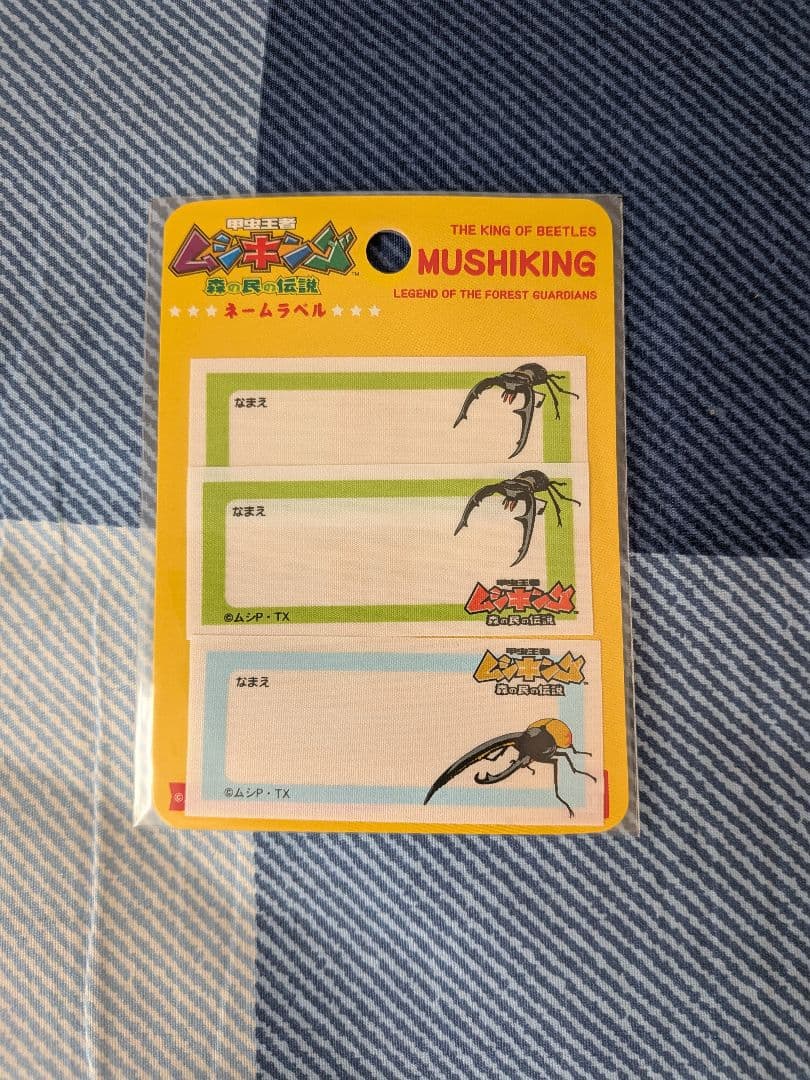 甲虫王者
ムシキング™
森の民の伝説
★★★ネームラベル★★★
THE KING OF BEETLES
MUSHIKING
LEGEND OF THE FOREST GUARDIANS
なまえ
なまえ
甲虫王者
ムシキング
森の民の伝説
©ムシP・TX
甲虫王者
ムシキング
森の民の伝説
なまえ
©ムシP・TX
©